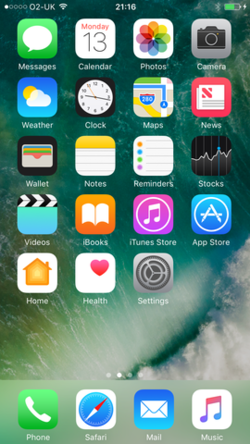 O2-UK 21:16
Monday
13
Messages Calendar Photos Camera
280
NEWS
Weather Clock Maps News
Wallet Notes Reminders Stocks
Videos iBooks iTunes Store App Store
Home Health Settings
Phone Safari Mail Music